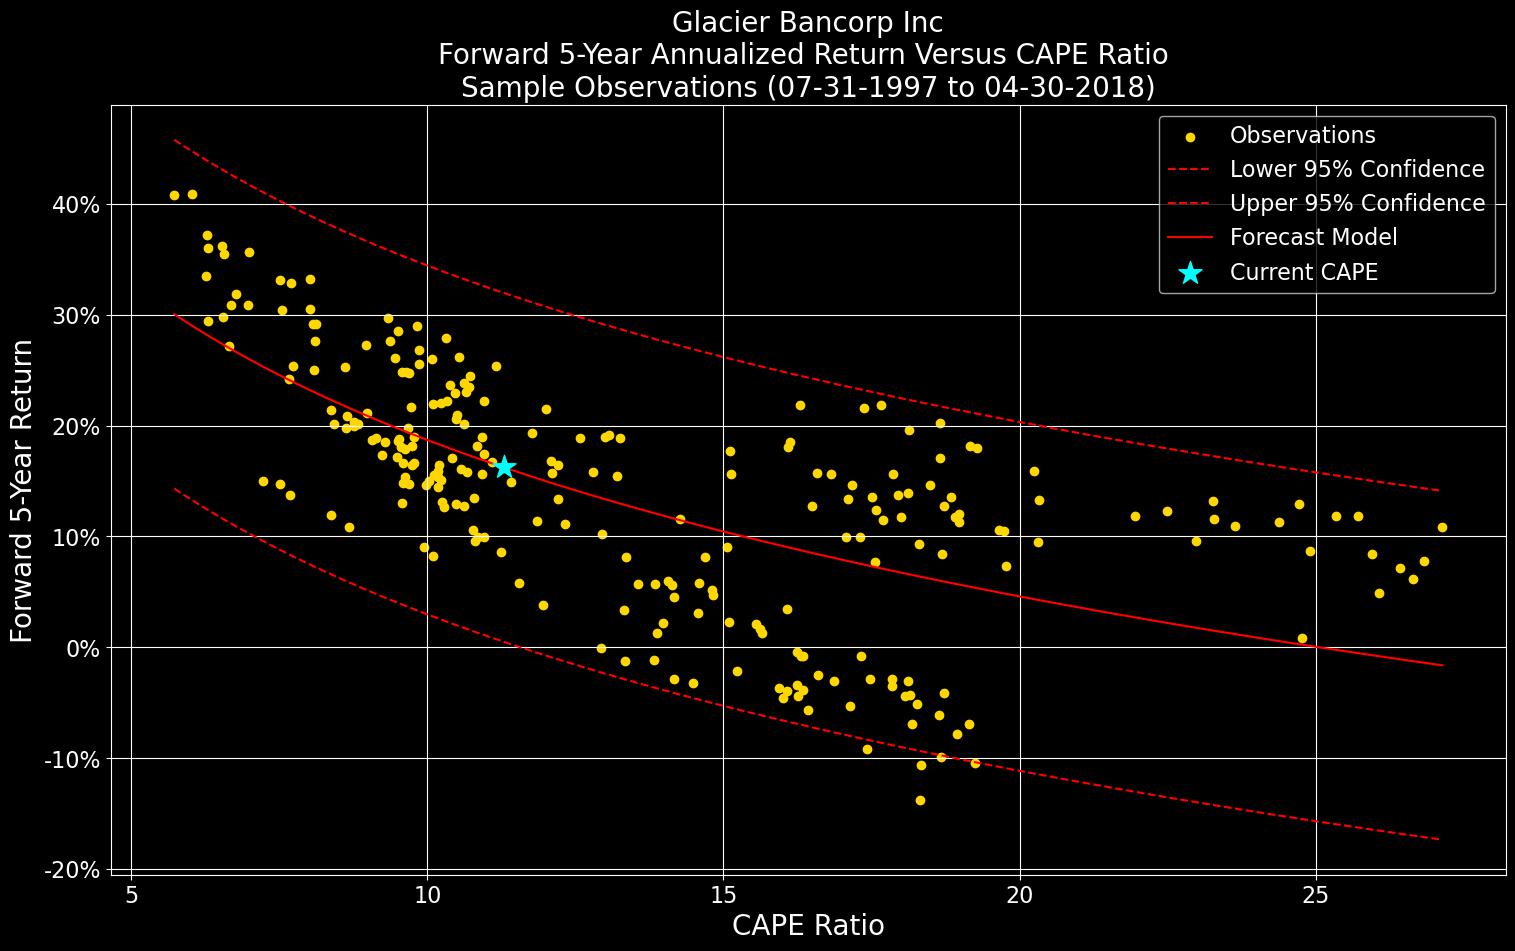 Glacier Bancorp Inc
Forward 5-Year Annualized Return Versus CAPE Ratio
Sample Observations (07-31-1997 to 04-30-2018)
Observations
Lower 95% Confidence
Upper 95% Confidence
Forecast Model
Current CAPE
Forward 5-Year Return
40%
30%
20%
10%
0%
-10%
-20%
5 10 15 20 25
CAPE Ratio